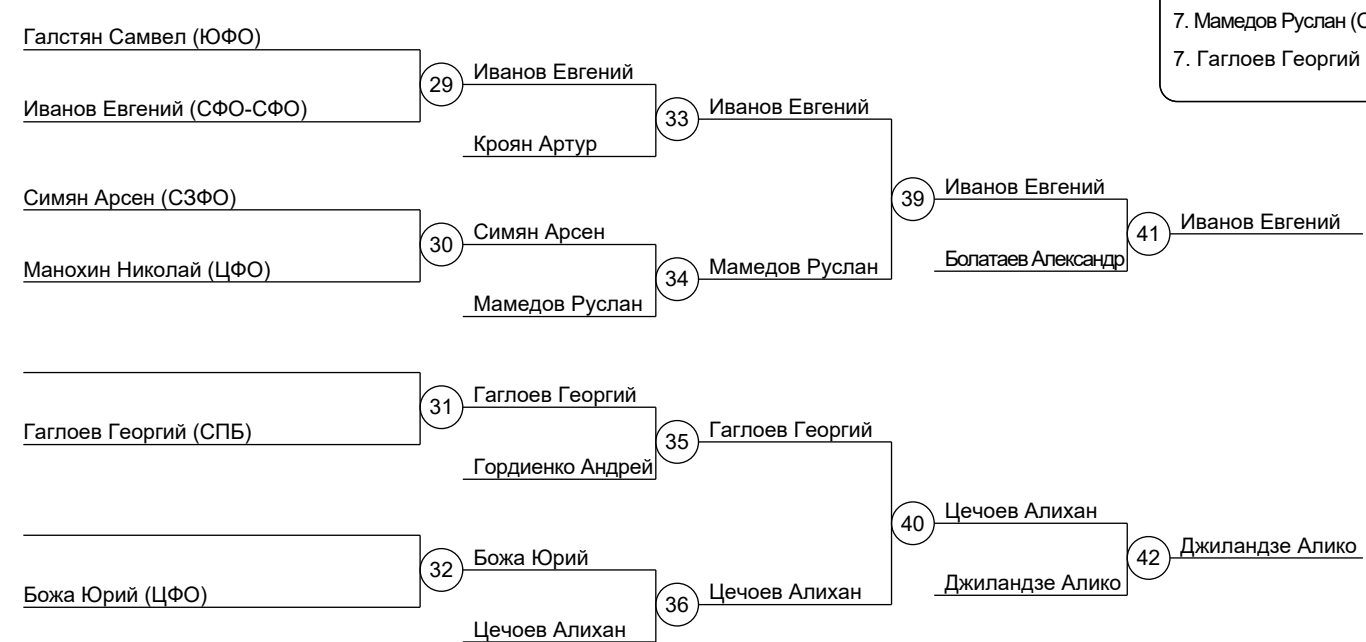 7. Мамедов Руслан (С
7. Гаглоев Георгий
Галстян Самвел (ЮФО)
29
Иванов Евгений
Иванов Евгений (СФО-СФО)
33
Иванов Евгений
Кроян Артур
39
Иванов Евгений
Симян Арсен (СЗФО)
30
Симян Арсен
41
Иванов Евгений
Манохин Николай (ЦФО)
34
Мамедов Руслан
Болатаев Александр
Мамедов Руслан
31
Гаглоев Георгий
Гаглоев Георгий (СПБ)
35
Гаглоев Георгий
Гордиенко Андрей
40
Цечоев Алихан
32
Божа Юрий
42
Джиландзе Алико
Божа Юрий (ЦФО)
36
Цечоев Алихан
Джиландзе Алико
Цечоев Алихан